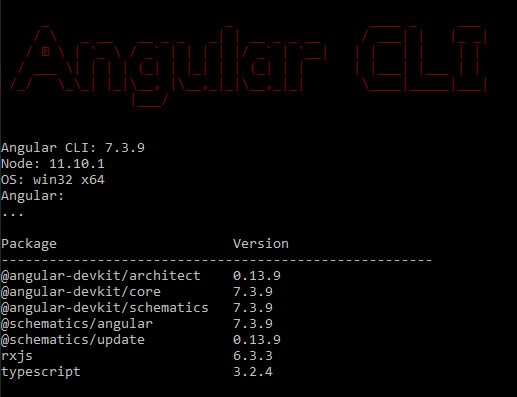 Angular CLI
Angular CLI: 7.3.9
Node: 11.10.1
OS: win32 x64
Angular:
...
Package Version
------------------------------------------------------
@angular-devkit/architect 0.13.9
@angular-devkit/core 7.3.9
@angular-devkit/schematics 7.3.9
@schematics/angular 7.3.9
@schematics/update 0.13.9
rxjs 6.3.3
typescript 3.2.4